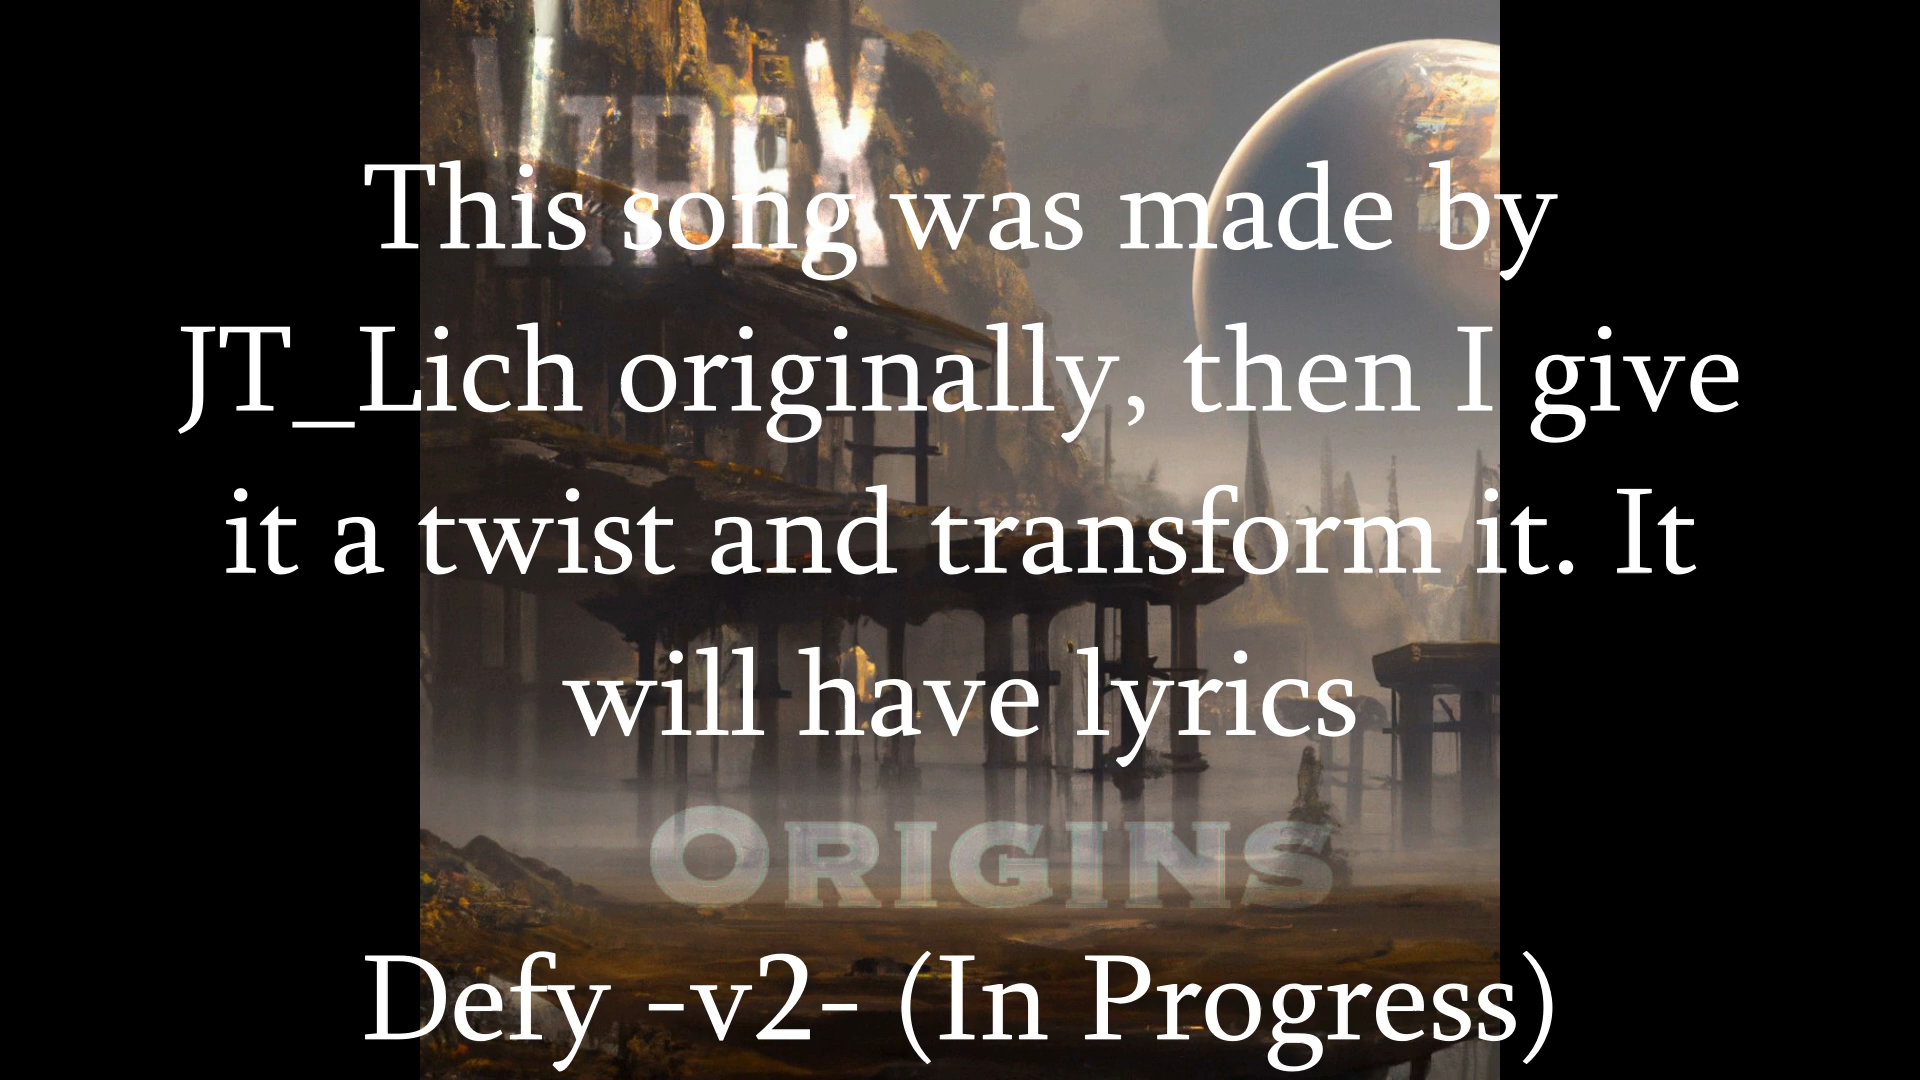 This song was made by
JT_Lich originally, then I give
it a twist and transform it. It
will have lyrics
ORIGINS
Defy -v2- (In Progress)